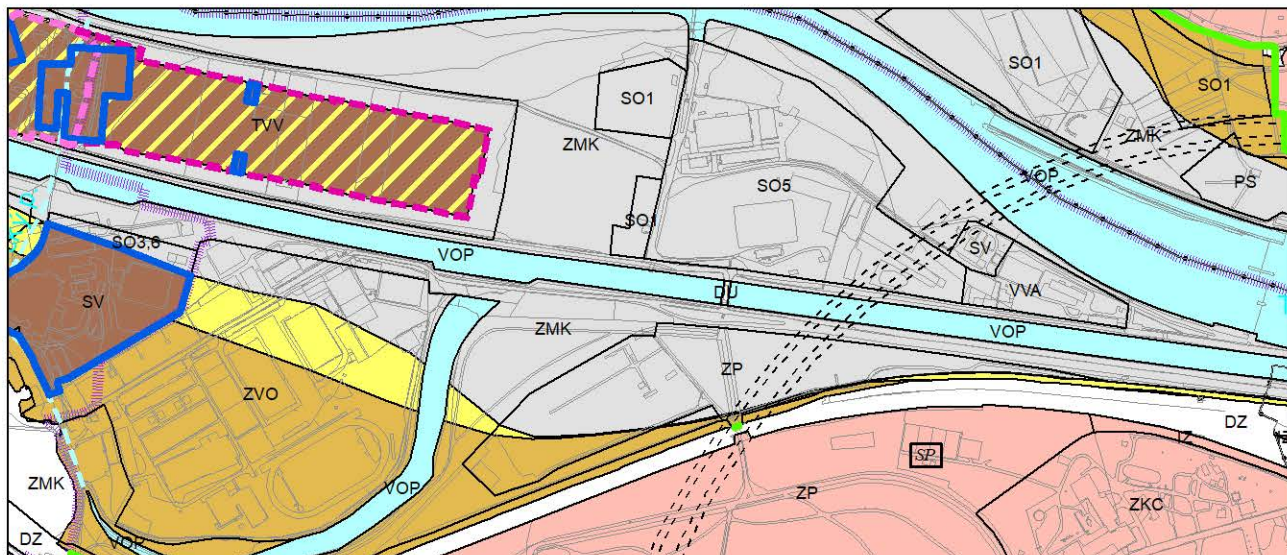 SO1
SO1
SO1
TVV
ZMK
ZMK
VOP
PS
SO5
SO1
SO3,6
VOP
SV
SV
DU
VVA
VOP
ZMK
ZP
ZVO
DZ
SP
IZ
ZMK
VOP
ZP
ZKC
DZ
VOP